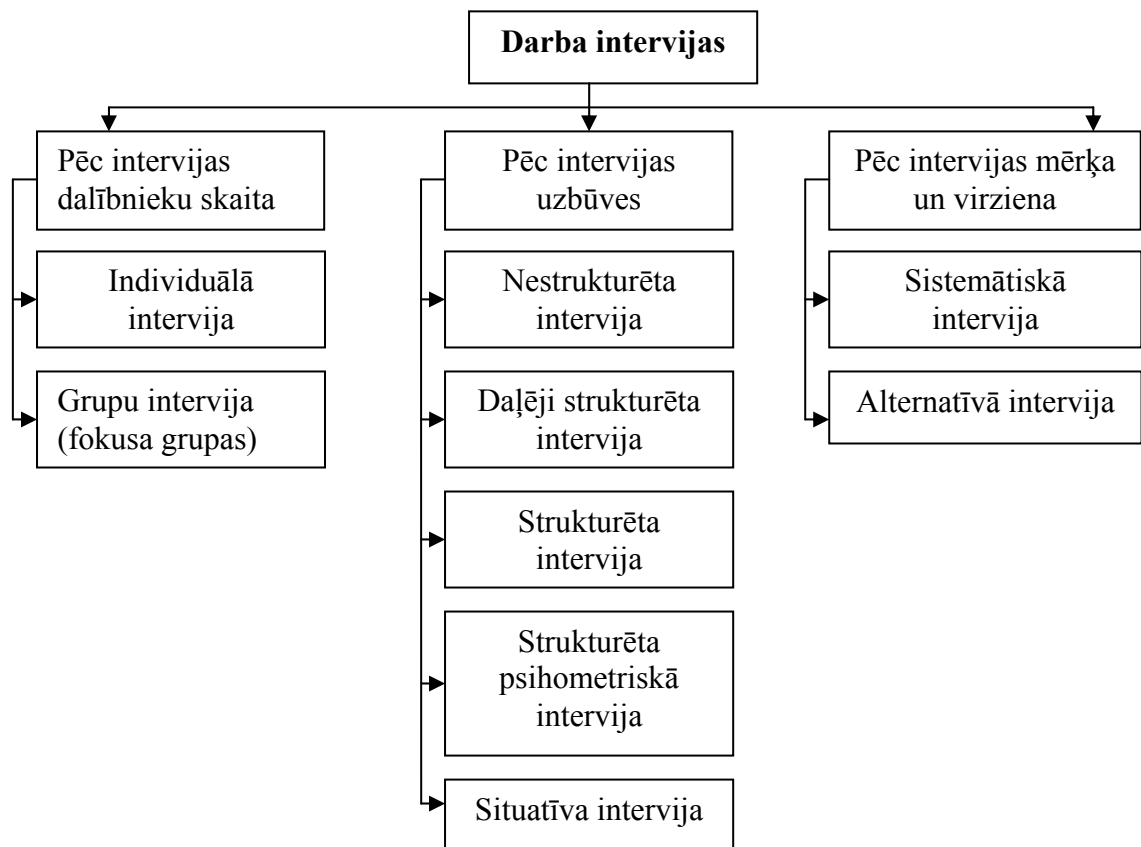 Darba intervijas
Pēc intervijas
dalībnieku skaita
Individuālā
intervija
Grupu intervija
(fokusa grupas)
Pēc intervijas
uzbūves
Nestrukturēta
intervija
Daļēji strukturēta
intervija
Strukturēta
intervija
Strukturēta
psihometriskā
intervija
Situatīva intervija
Pēc intervijas mērķa
un virziena
Sistemātiskā
intervija
Alternatīvā intervija